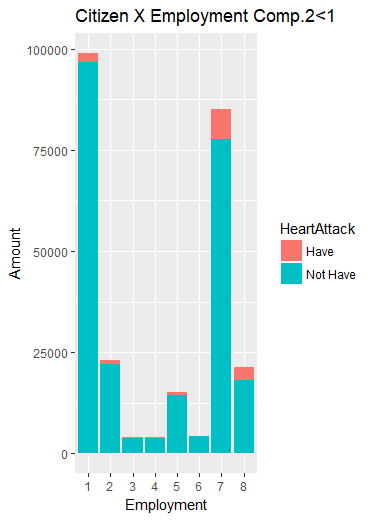 Citizen X Employment Comp.2<1
100000
75000
50000
25000
0
Amount
1 2 3 4 5 6 7 8
Employment
HeartAttack
Have
Not Have